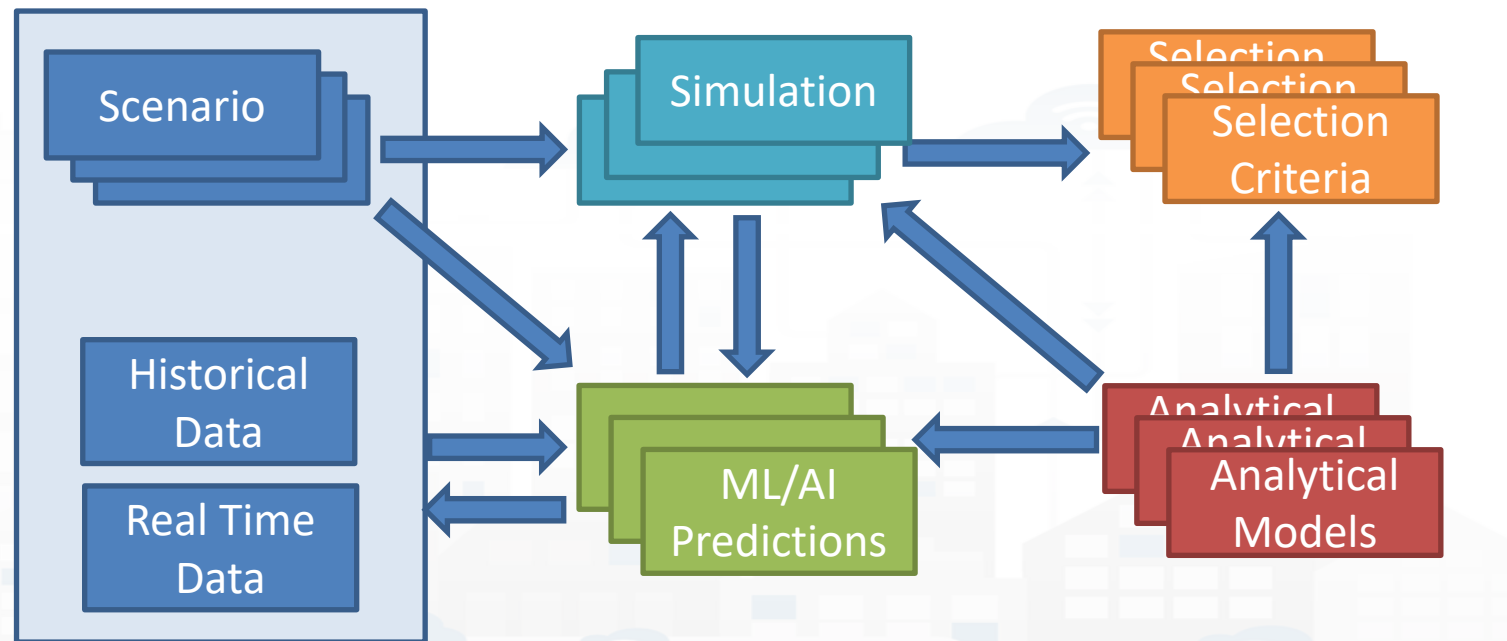 Scenario
Simulation
Selection
Selection
Selection
Criteria
Historical
Data
Real Time
Data
ML/AI
Predictions
Analytical
Analytical
Analytical
Models